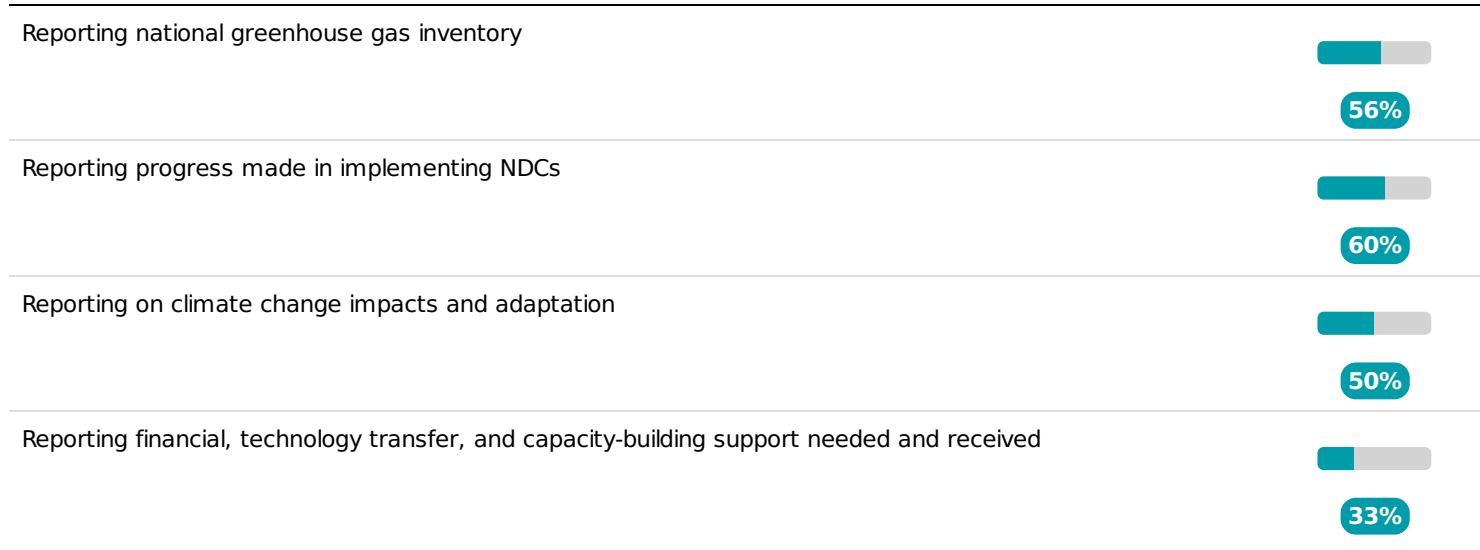 Reporting national greenhouse gas inventory
56%
Reporting progress made in implementing NDCs
60%
Reporting on climate change impacts and adaptation
50%
Reporting financial, technology transfer, and capacity-building support needed and received
33%